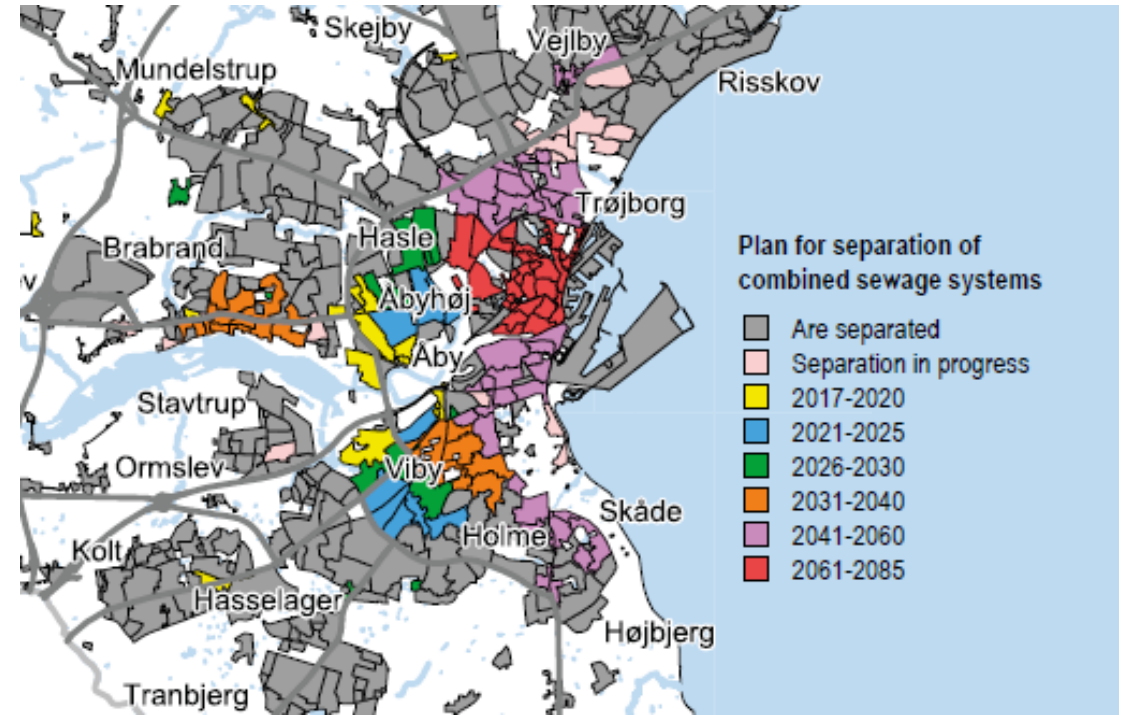 Skejby
Vejlby
Mundelstrup
Risskov
Trøjborg
Hasle
Brabrand
v
Åbyhøj
Åby
Stavtrup
Ormslev
Viby
Skåde
Holme
Kolt
Hasselager
Højbjerg
Tranbjerg
Plan for separation of
combined sewage systems
Are separated
Separation in progress
2017-2020
2021-2025
2026-2030
2031-2040
2041-2060
2061-2085